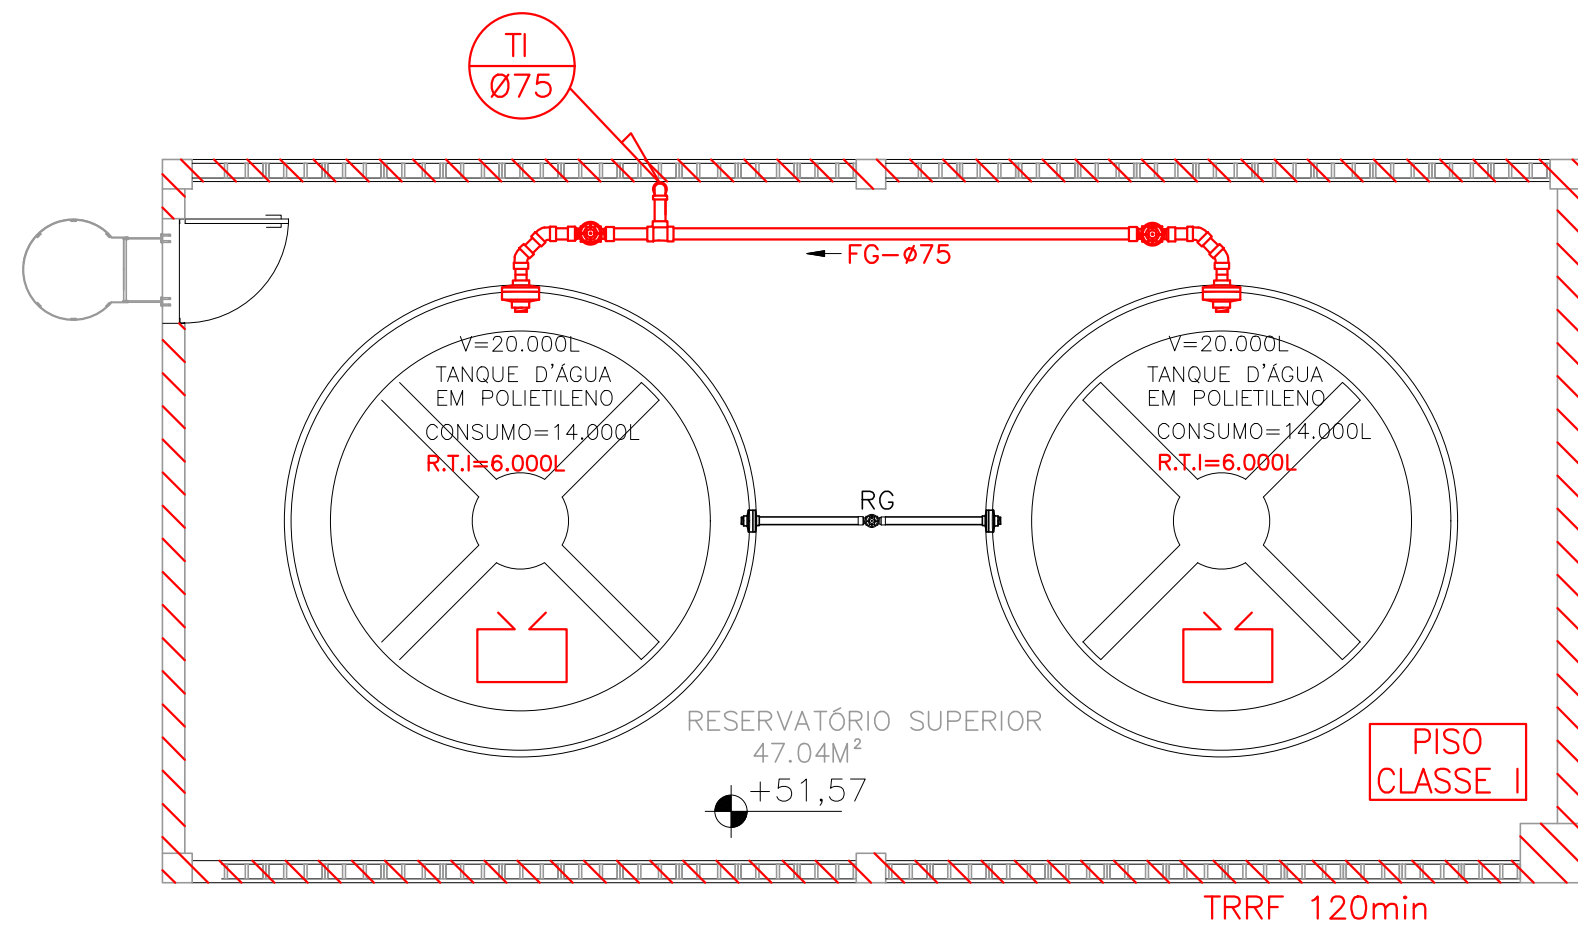 TI
Ø75
FG-ø75
V=20.000L
TANQUE D'ÁGUA
EM POLIETILENO
CONSUMO=14.000L
R.T.I=6.000L
V=20.000L
TANQUE D'ÁGUA
EM POLIETILENO
CONSUMO=14.000L
R.T.I=6.000L
RG
RESERVATÓRIO SUPERIOR
47.04M²
+51,57
PISO
CLASSE I
TRRF 120min